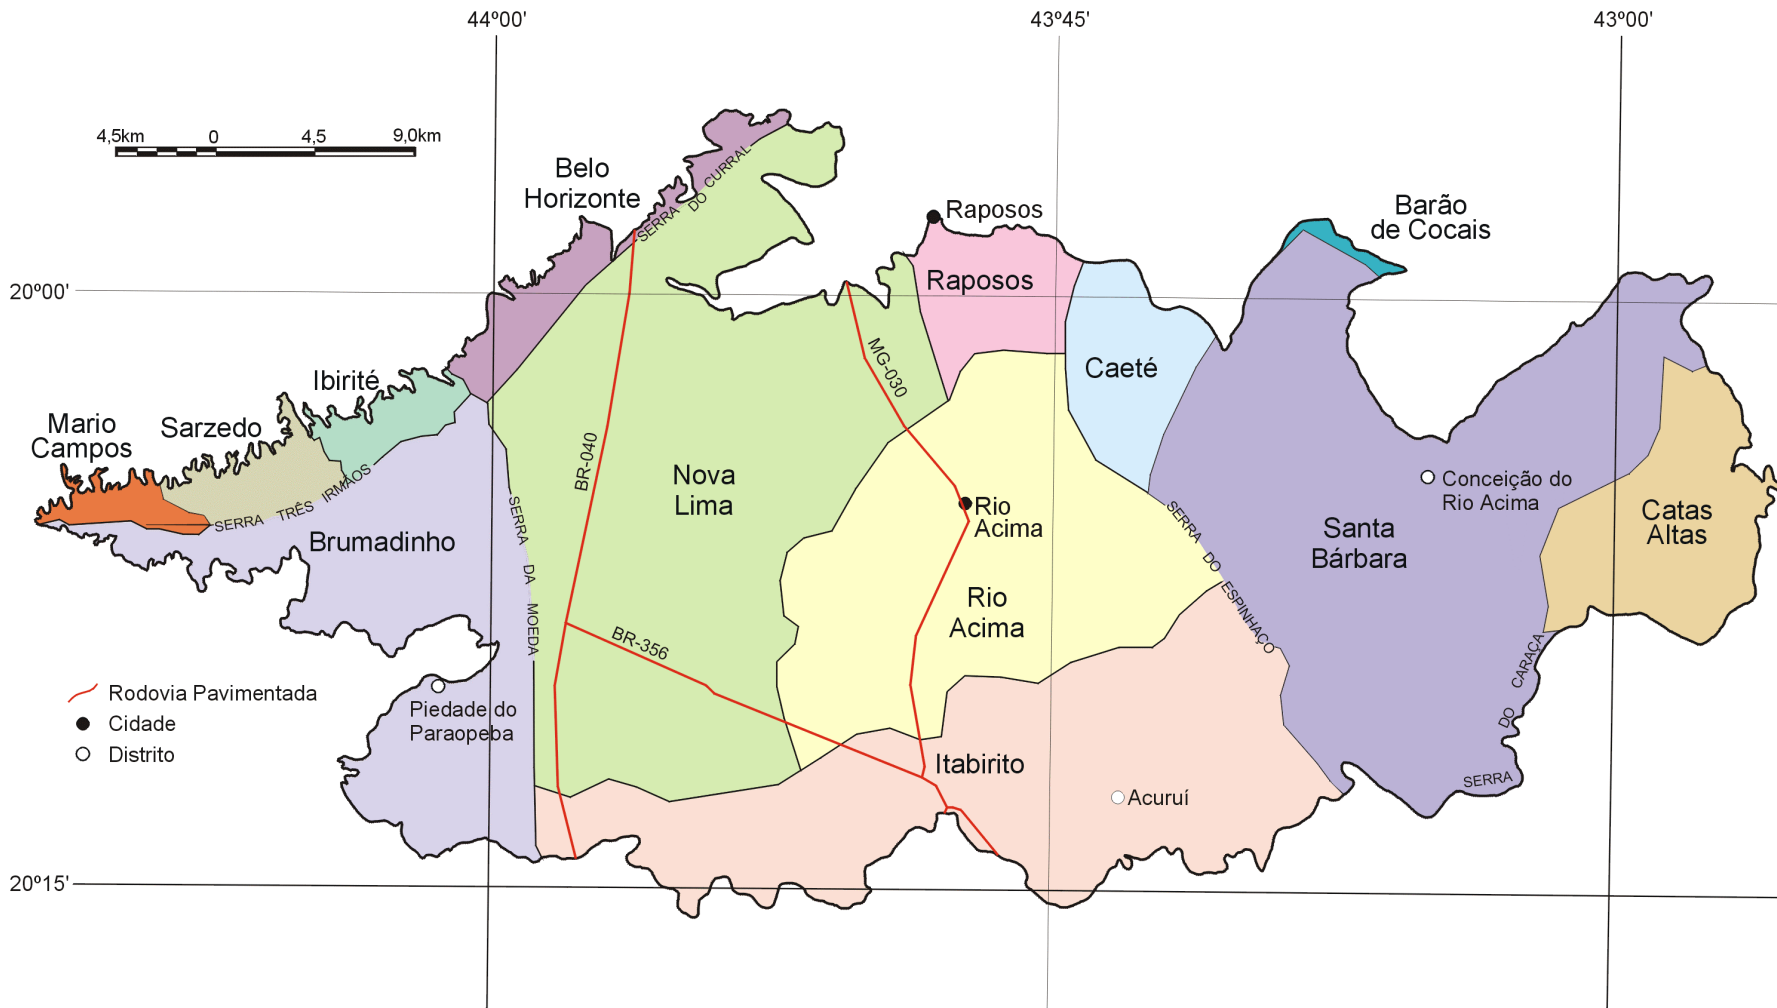 44º00'
43º45'
43º00'
4,5km 0 4,5 9,0km
Belo
Horizonte
SERRA DO CURRAL
Raposos
Barão
de Cocais
20º00'
Raposos
MG-030
Caeté
Ibirité
Mario
Campos
Sarzedo
BR-040
Nova
Lima
SERRA TRÊS IRMÃOS
Conceição do
Rio Acima
Rio
Acima
Santa
Bárbara
Catas
Altas
Brumadinho
SERRA DA MOEDA
SERRA DO ESPINHAÇO
Rio
Acima
BR-356
Rodovia Pavimentada
Cidade
Distrito
Piedade do
Paraopeba
SERRA DO CARAÇA
Itabirito
Acuruí
20º15'